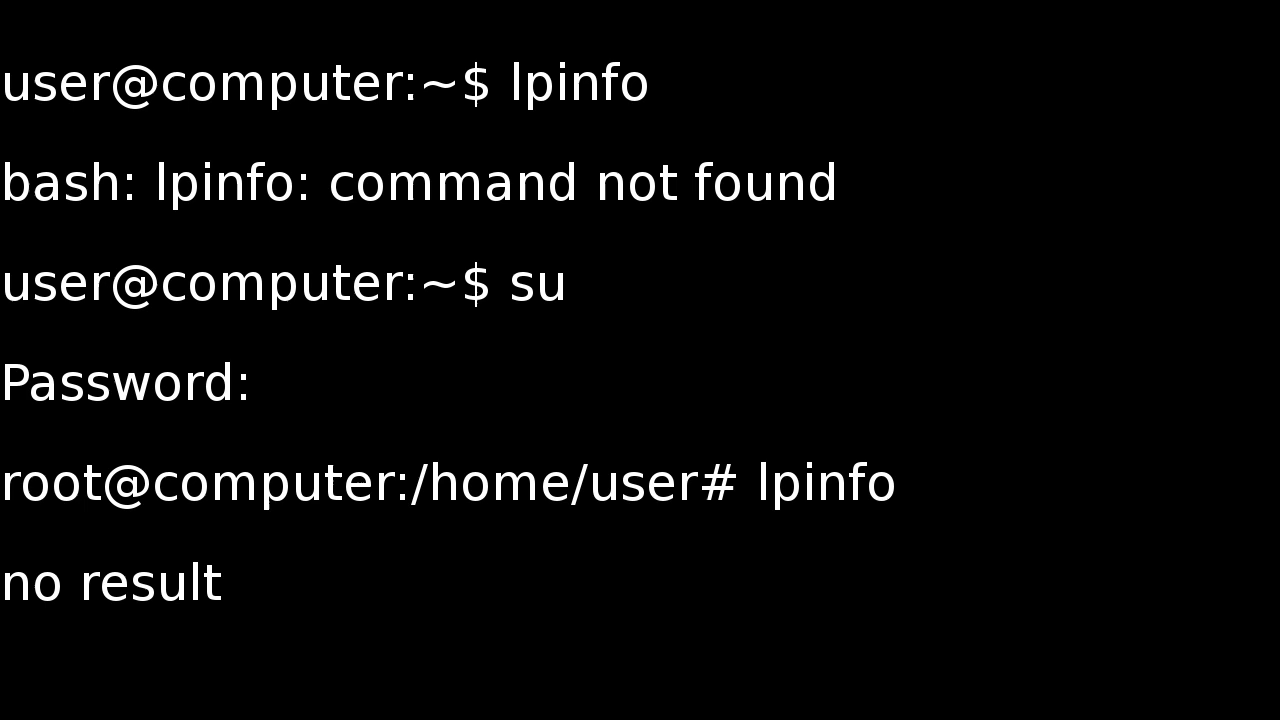 user@computer:~$ lpinfo
bash: lpinfo: command not found
user@computer:~$ su
Password:
root@computer:/home/user# lpinfo
no result